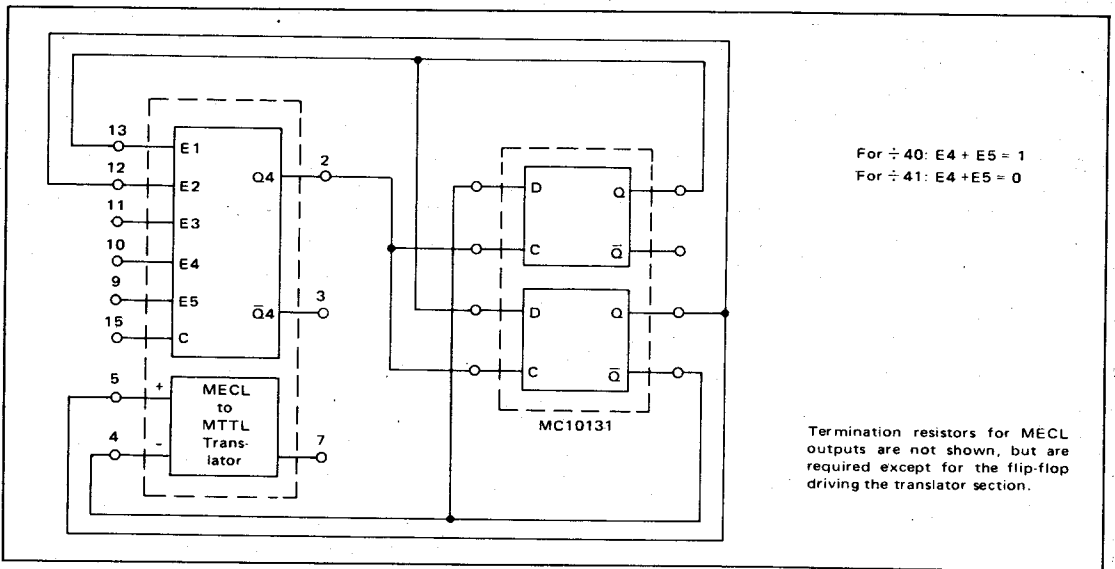 13
E1
12
E2
11
E3
10
E4
9
E5
15
C
Q4
2
Q̅4
3
5
+
4
-
MECL
to
MTTL
Trans-
lator
7
D
Q
C
Q̅
D
Q
C
Q̅
MC10131
For ÷ 40: E4 + E5 = 1
For ÷ 41: E4 +E5 = 0
Termination resistors for MECL
outputs are not shown, but are
required except for the flip-flop
driving the translator section.